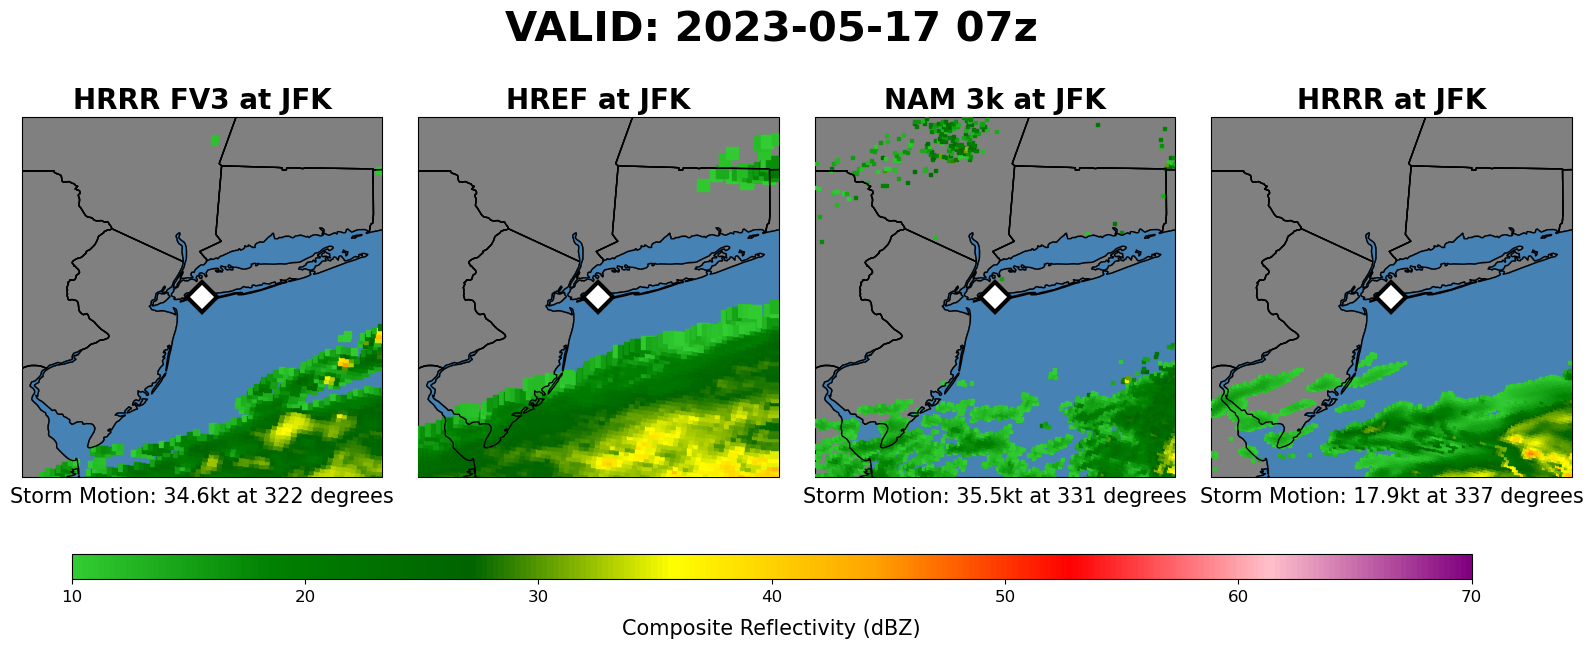 VALID: 2023-05-17 07z
HRRR FV3 at JFK
HREF at JFK
NAM 3k at JFK
HRRR at JFK
Storm Motion: 34.6kt at 322 degrees
Storm Motion: 35.5kt at 331 degrees
Storm Motion: 17.9kt at 337 degrees
10 20 30 40 50 60 70
Composite Reflectivity (dBZ)